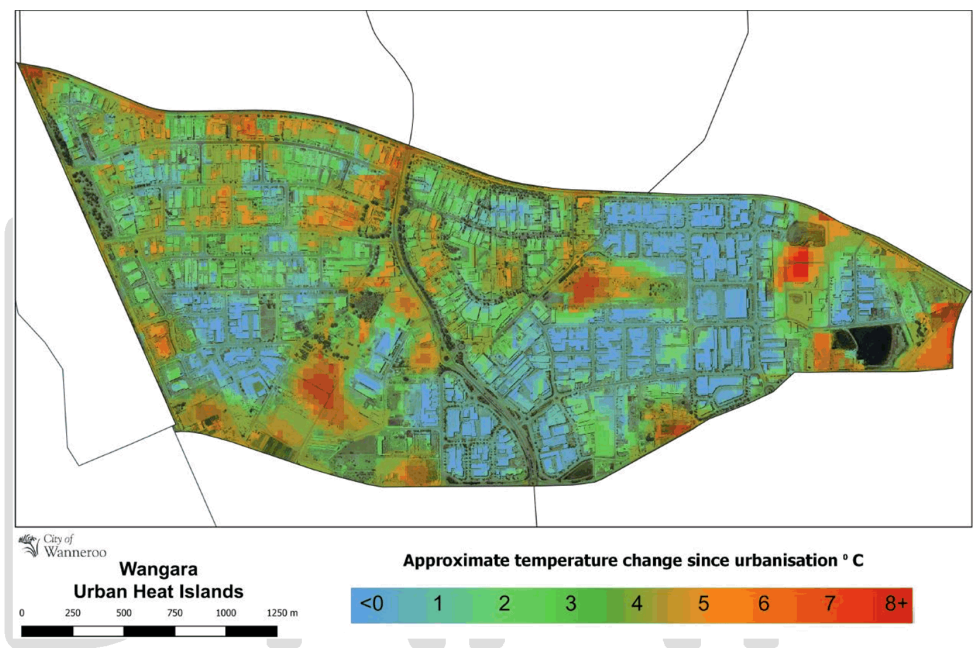 City of
Wanneroo
Wangara
Urban Heat Islands
0 250 500 750 1000 1250 m
Approximate temperature change since urbanisation ⁰ C
<0 1 2 3 4 5 6 7 8+